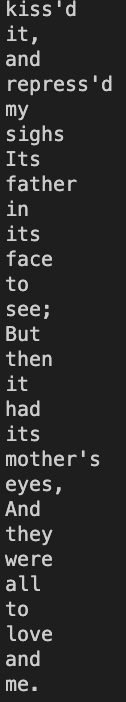 kiss'd
it,
and
repress'd
my
sighs
Its
father
in
its
face
to
see;
But
then
it
had
its
mother's
eyes,
And
they
were
all
to
love
and
me.